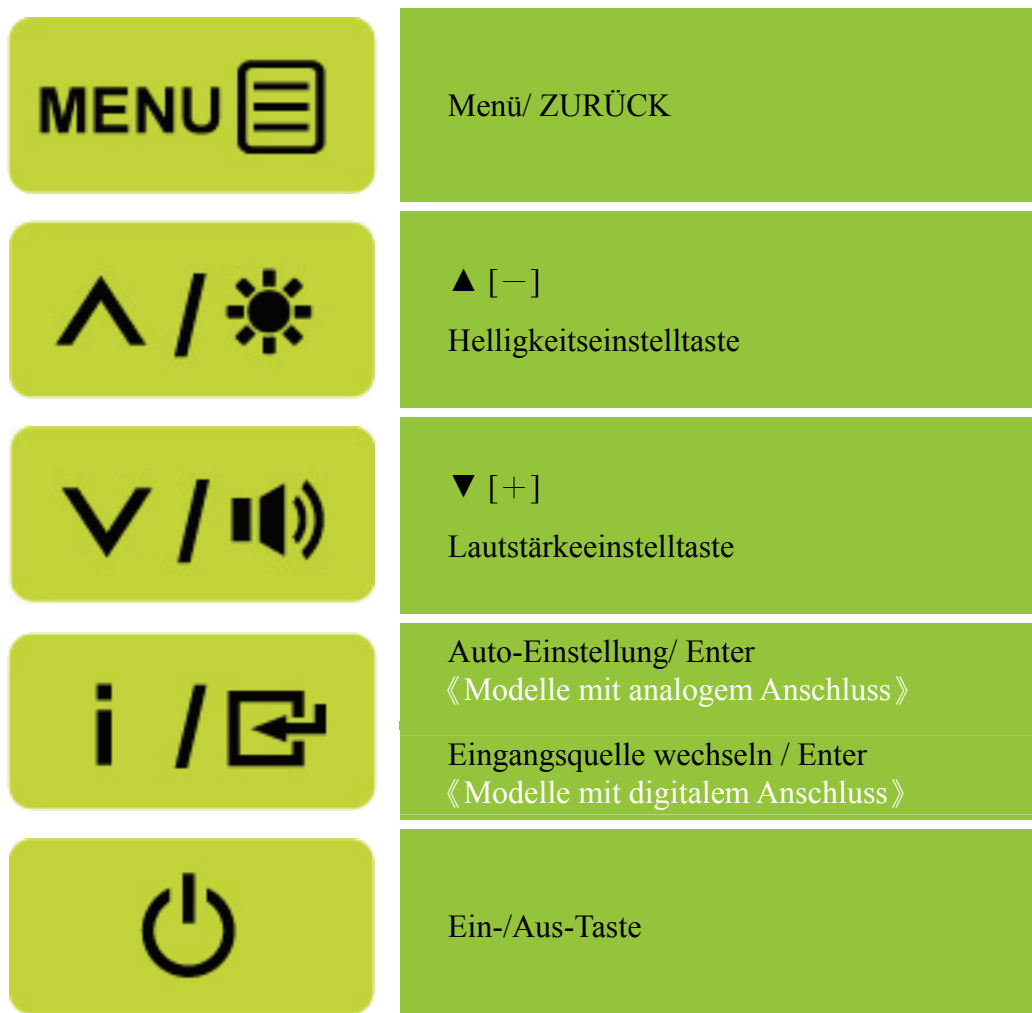 MENU
Menü/ ZURÜCK
∧ /
▲ [－]
Helligkeitseinstelltaste
∨ /
▼ [＋]
Lautstärkeeinstelltaste
i /
Auto-Einstellung/ Enter
《Modelle mit analogem Anschluss》
Eingangsquelle wechseln / Enter
《Modelle mit digitalem Anschluss》
Ein-/Aus-Taste